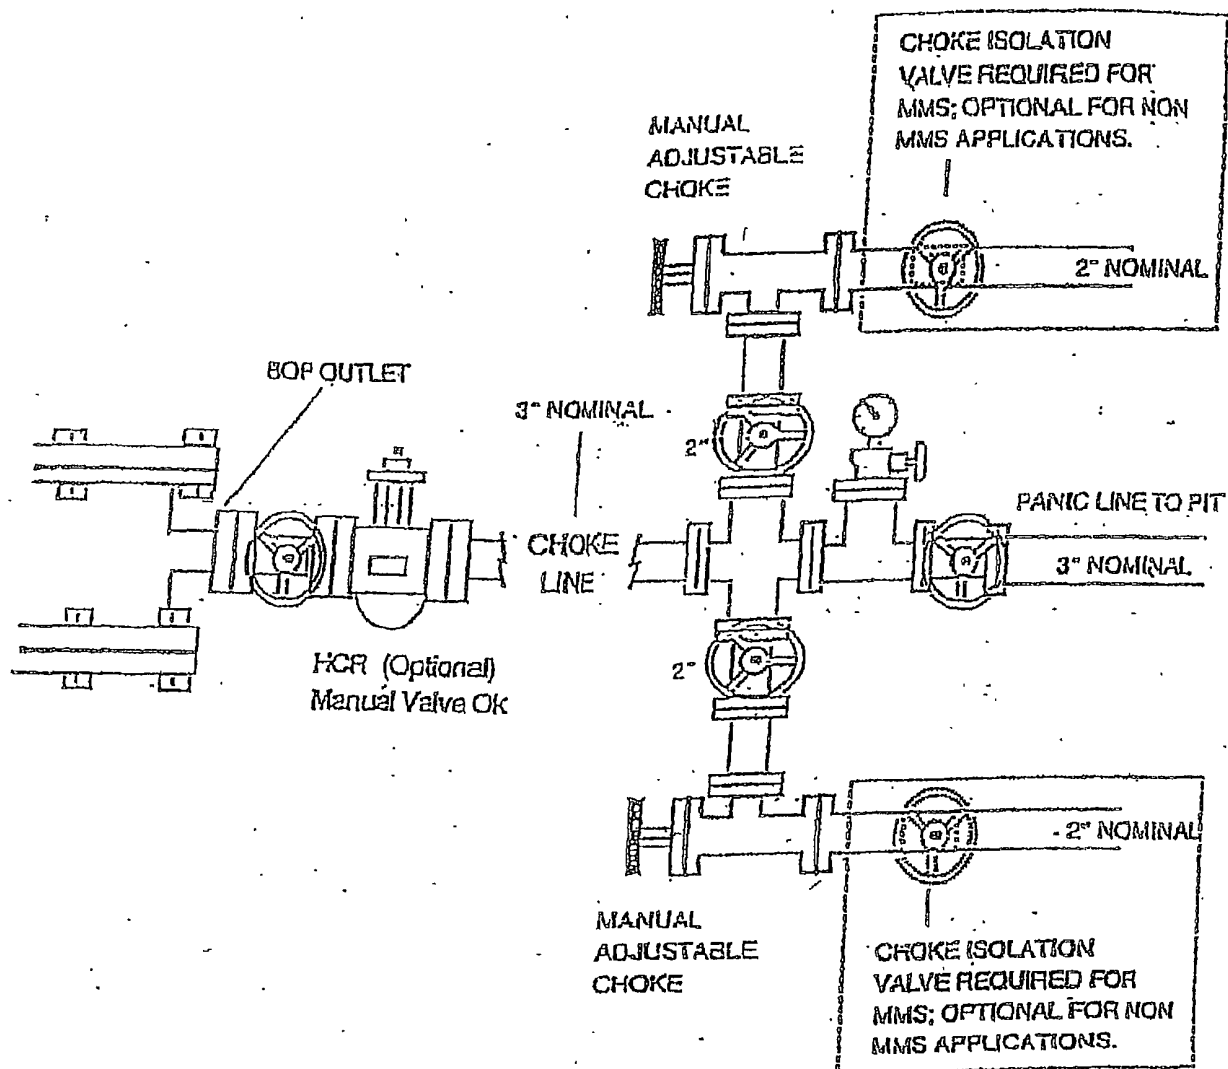 CHOKE ISOLATION
VALVE REQUIRED FOR
MMS; OPTIONAL FOR NON
MMS APPLICATIONS.
MANUAL
ADJUSTABLE
CHOKE
2" NOMINAL
BOP OUTLET
3" NOMINAL
2"
PANIC LINE TO PIT
CHOKE
LINE
3" NOMINAL
HCR (Optional)
Manual Valve Ok
2"
2" NOMINAL
MANUAL
ADJUSTABLE
CHOKE
CHOKE ISOLATION
VALVE REQUIRED FOR
MMS; OPTIONAL FOR NON
MMS APPLICATIONS.